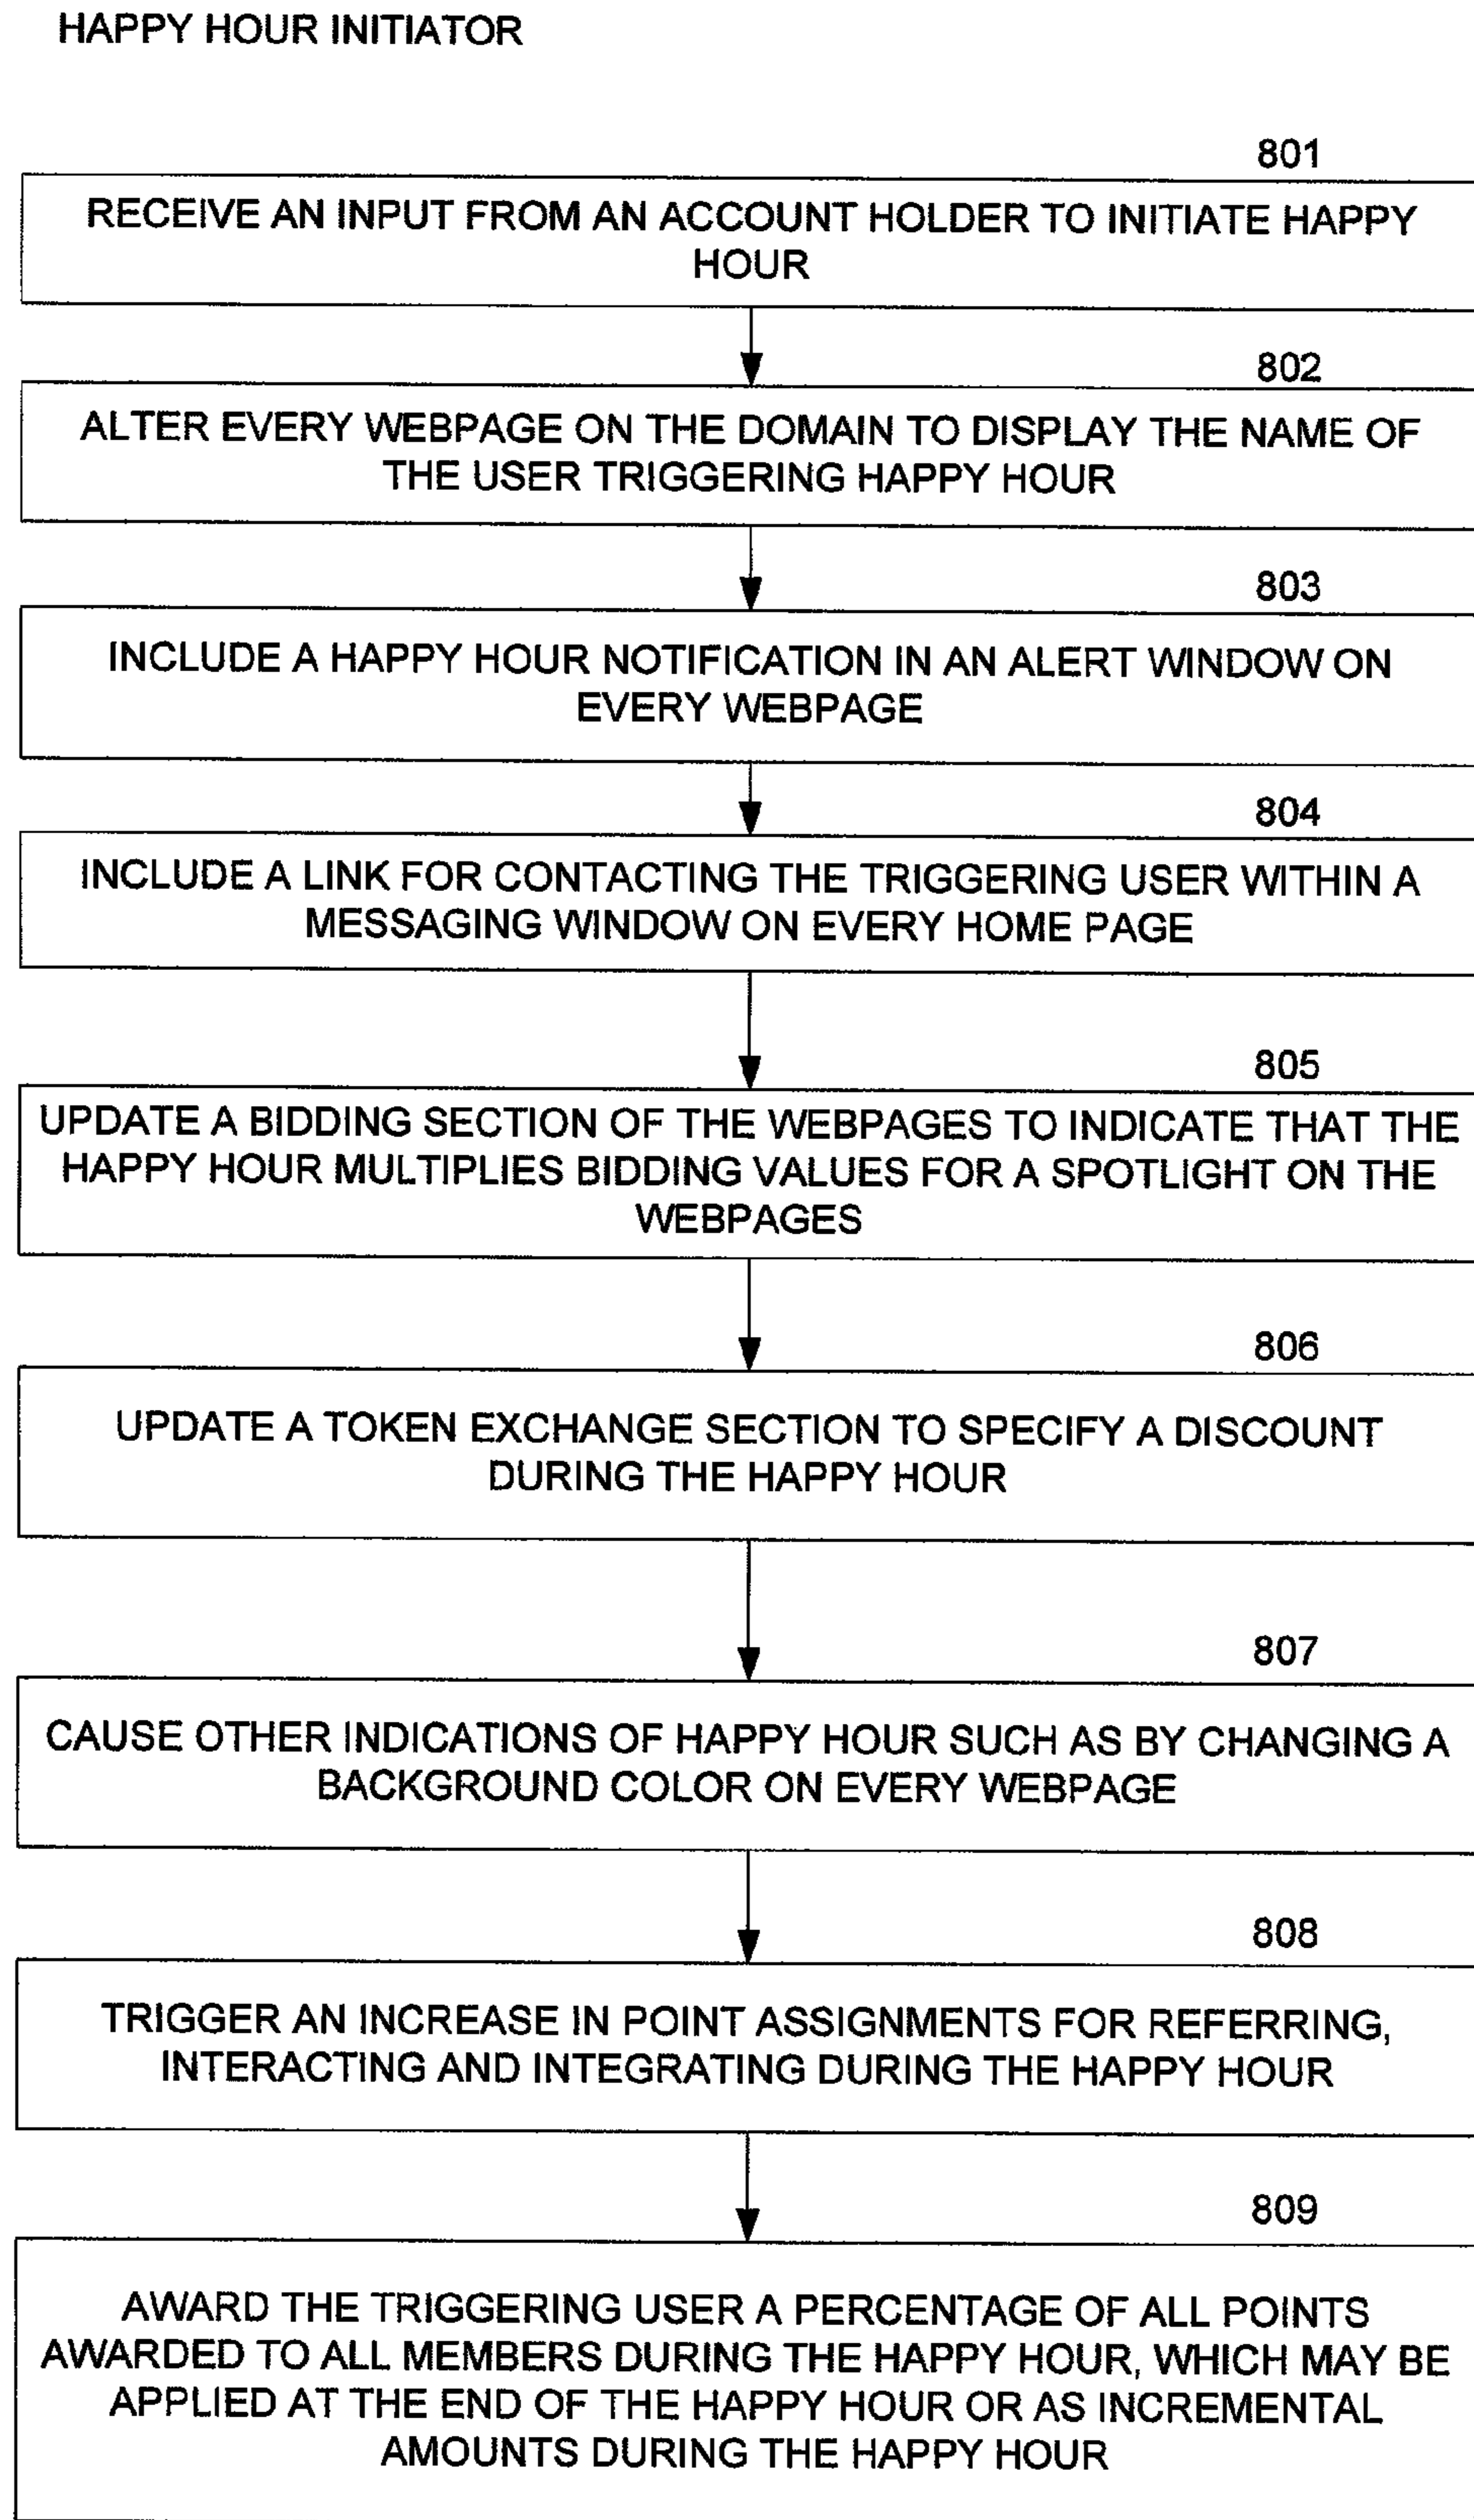 HAPPY HOUR INITIATOR
801
RECEIVE AN INPUT FROM AN ACCOUNT HOLDER TO INITIATE HAPPY
HOUR
802
ALTER EVERY WEBPAGE ON THE DOMAIN TO DISPLAY THE NAME OF
THE USER TRIGGERING HAPPY HOUR
803
INCLUDE A HAPPY HOUR NOTIFICATION IN AN ALERT WINDOW ON
EVERY WEBPAGE
804
INCLUDE A LINK FOR CONTACTING THE TRIGGERING USER WITHIN A
MESSAGING WINDOW ON EVERY HOME PAGE
805
UPDATE A BIDDING SECTION OF THE WEBPAGES TO INDICATE THAT THE
HAPPY HOUR MULTIPLIES BIDDING VALUES FOR A SPOTLIGHT ON THE
WEBPAGES
806
UPDATE A TOKEN EXCHANGE SECTION TO SPECIFY A DISCOUNT
DURING THE HAPPY HOUR
807
CAUSE OTHER INDICATIONS OF HAPPY HOUR SUCH AS BY CHANGING A
BACKGROUND COLOR ON EVERY WEBPAGE
808
TRIGGER AN INCREASE IN POINT ASSIGNMENTS FOR REFERRING,
INTERACTING AND INTEGRATING DURING THE HAPPY HOUR
809
AWARD THE TRIGGERING USER A PERCENTAGE OF ALL POINTS
AWARDED TO ALL MEMBERS DURING THE HAPPY HOUR, WHICH MAY BE
APPLIED AT THE END OF THE HAPPY HOUR OR AS INCREMENTAL
AMOUNTS DURING THE HAPPY HOUR